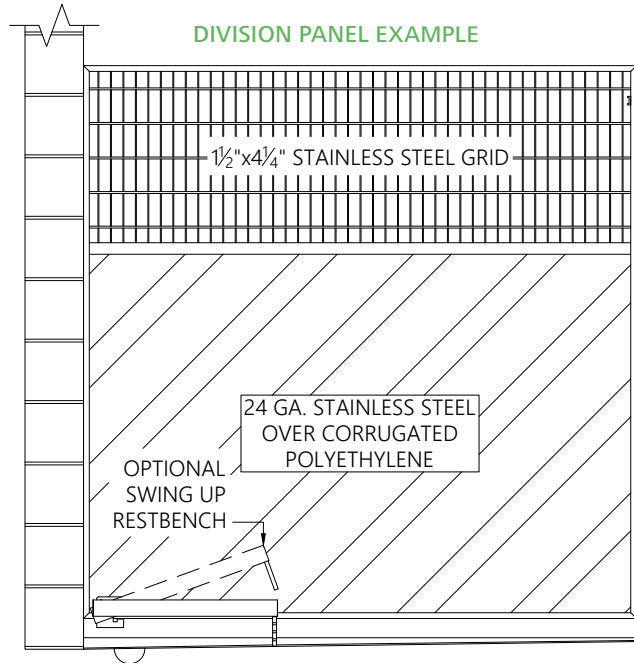 DIVISION PANEL EXAMPLE
1½"x4¼" STAINLESS STEEL GRID
24 GA. STAINLESS STEEL
OVER CORRUGATED
POLYETHYLENE
OPTIONAL
SWING UP
RESTBENCH